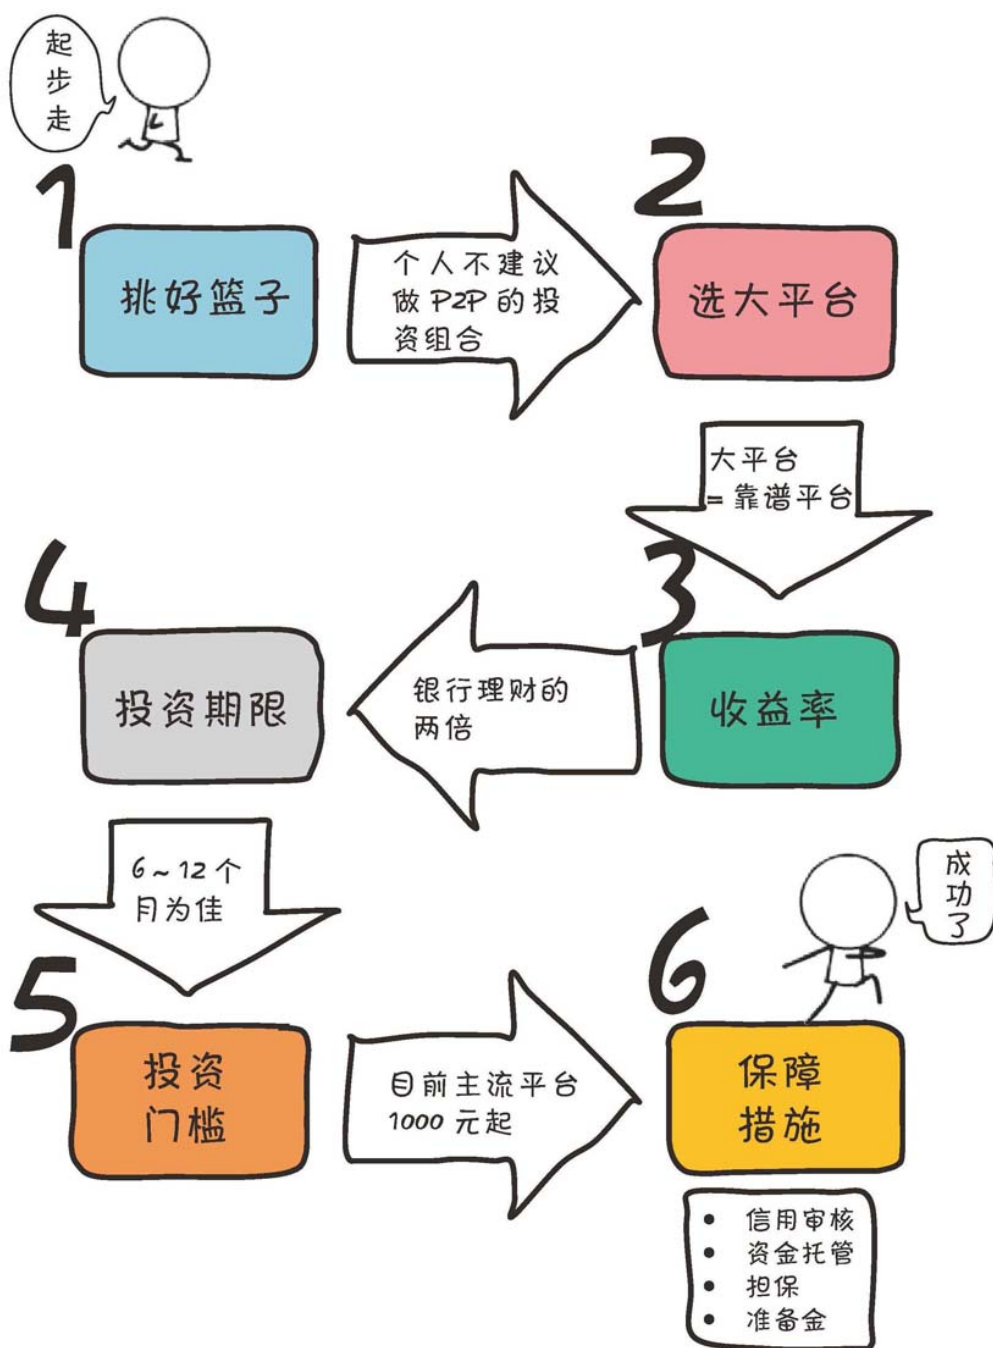 起
步
走
1
挑好篮子
个人不建议
做P2P的投
资组合
2
选大平台
大平台
=靠谱平台
3
收益率
银行理财的
两倍
4
投资期限
6~12个
月为佳
5
投资
门槛
目前主流平台
1000元起
6
保障
措施
成
功
了
• 信用审核
• 资金托管
• 担保
• 准备金